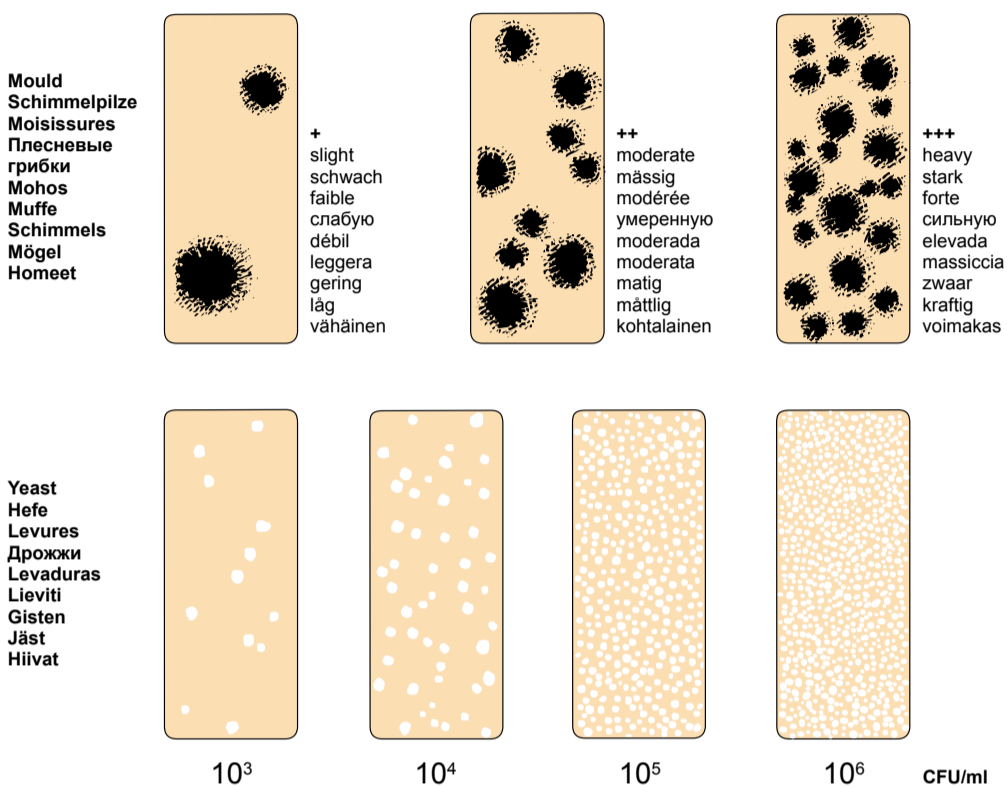 Mould
Schimmelpilze
Moisissures
Плесневые
грибки
Mohos
Muffe
Schimmels
Mögel
Homeet
+
slight
schwach
faible
слабую
débil
leggera
gering
låg
vähäinen
++
moderate
mässig
modérée
умеренную
moderada
moderata
matig
måttlig
kohtalainen
+++
heavy
stark
forte
сильную
elevada
massiccia
zwaar
kraftig
voimakas
Yeast
Hefe
Levures
Дрожжи
Levaduras
Lieviti
Gisten
Jäst
Hiivat
10³ 10⁴ 10⁵ 10⁶ CFU/ml